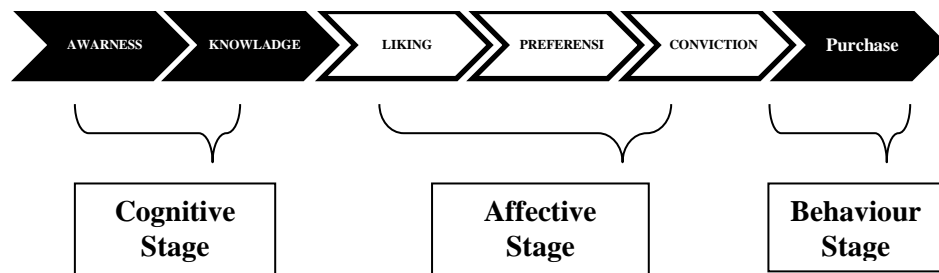 AWARNESS
KNOWLADGE
LIKING
PREFERENSI
CONVICTION
Purchase
Cognitive
Stage
Affective
Stage
Behaviour
Stage